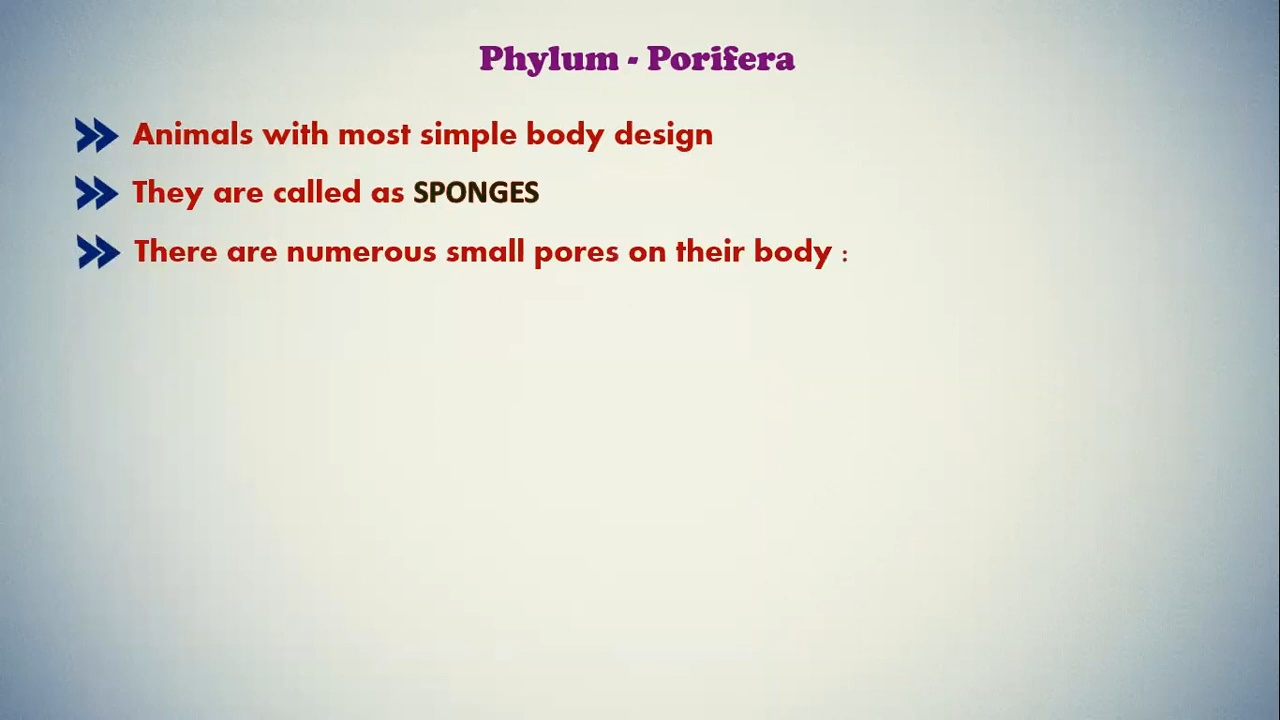 Phylum - Porifera
Animals with most simple body design
They are called as SPONGES
There are numerous small pores on their body :